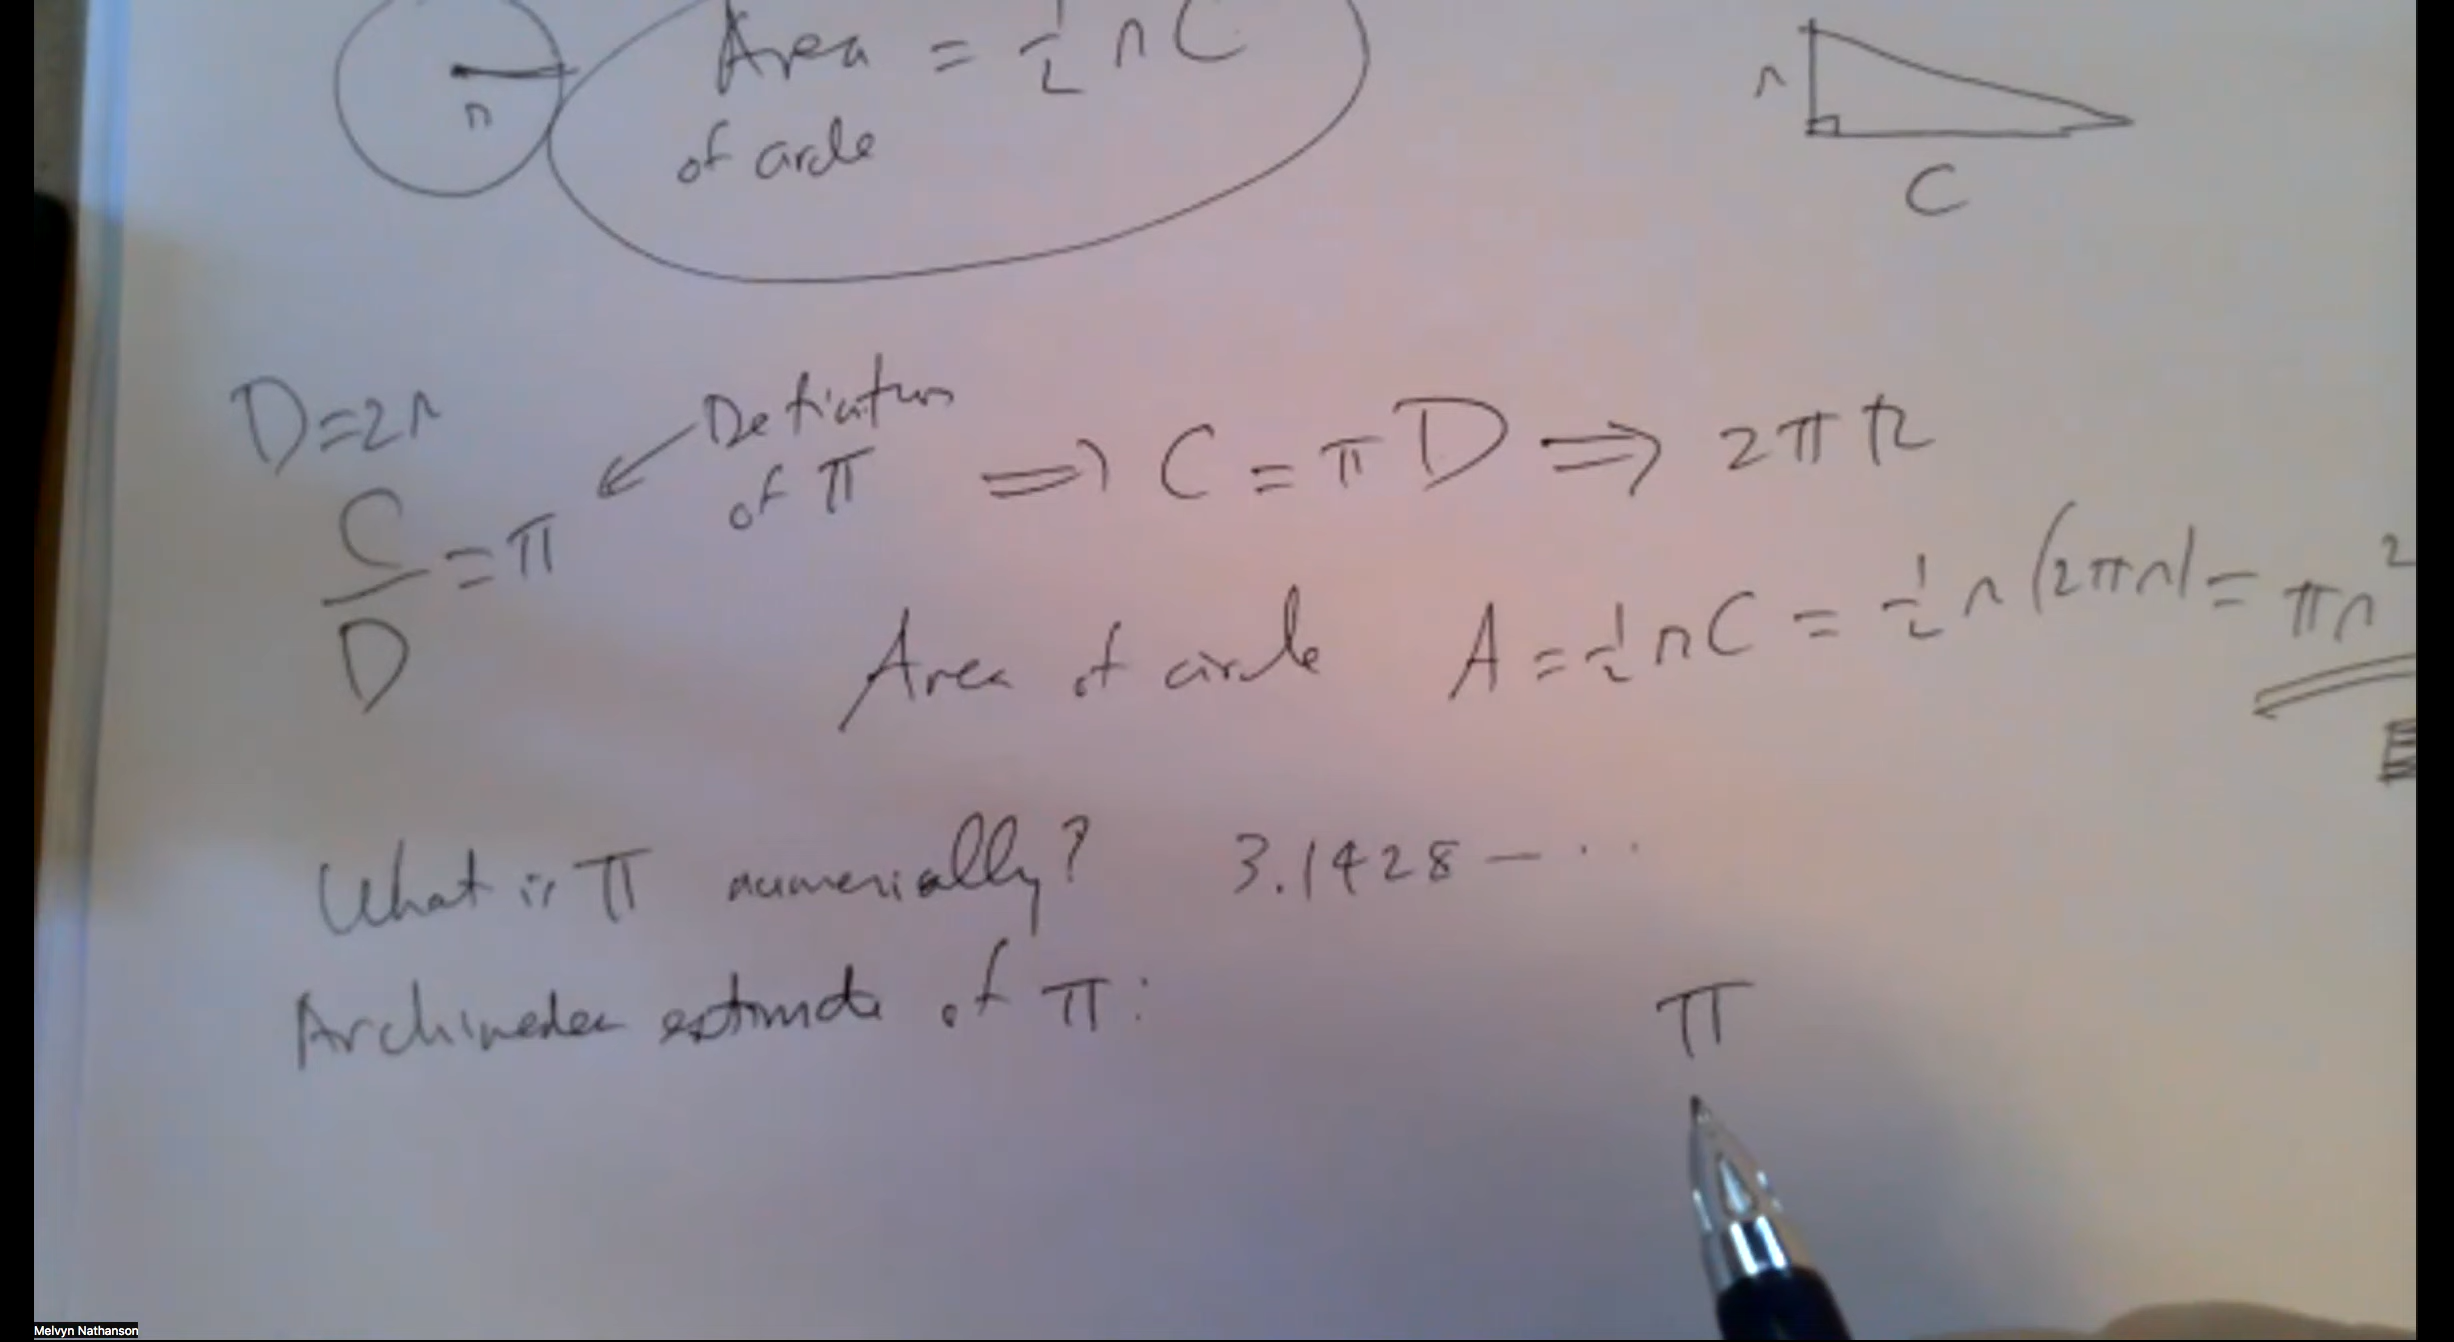 Area = 1/2 r C
of circle
r
r
C
D=2r
Definition of π
C/D = π ⇒ C = π D ⇒ 2πr
Area of circle A = 1/2 r C = 1/2 r (2πr) = πr²
What is π numerically? 3.1428 – ··
Archimedes estimate of π:
π
Melvyn Nathanson